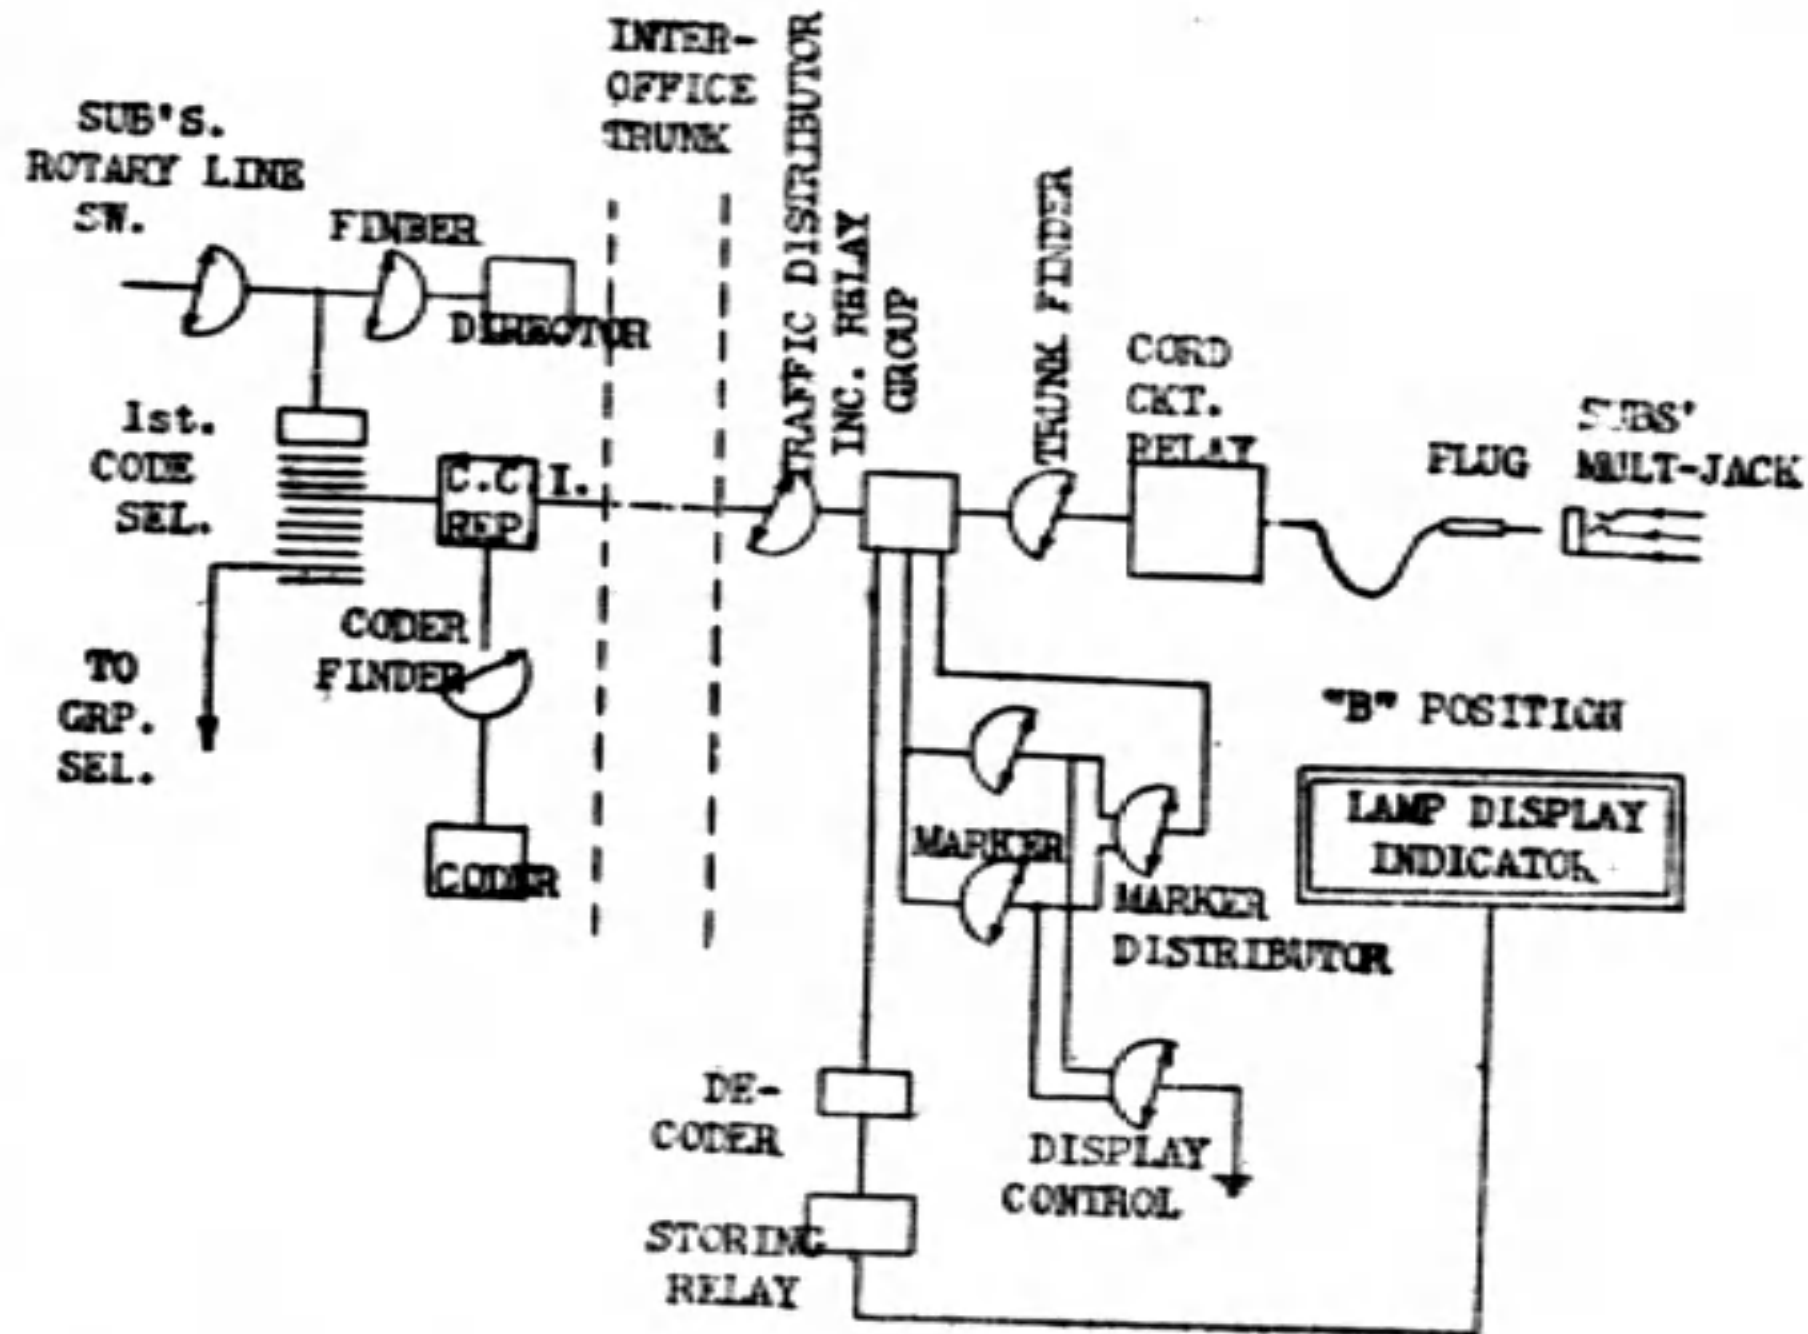 INTER-
OFFICE
TRUNK
TRAFFIC DISTRIBUTOR
INC. RELAY
GROUP
TRUNK FINDER
SUB'S.
ROTARY LINE
SW.
FINBER
DIRECTOR
1st.
CODE
SEL.
C.C.I.
REP.
CORD
CKT.
RELAY
PLUG
SUBS'
MULT-JACK
CODER
FINDER
TO
GRP.
SEL.
CODER
"B" POSITION
LAMP DISPLAY
INDICATOR
MARKER
MARKER
DISTRIBUTOR
DE-
CODER
DISPLAY
CONTROL
STORING
RELAY